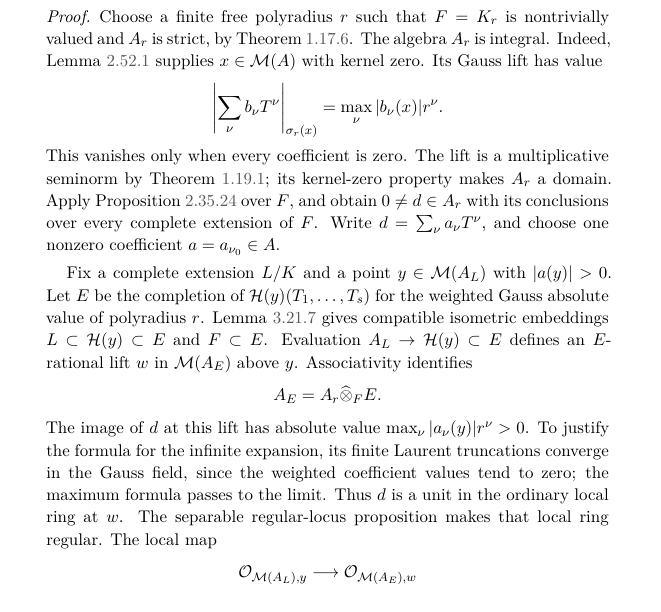 Proof. Choose a finite free polyradius r such that F = K_r is nontrivially
valued and A_r is strict, by Theorem 1.17.6. The algebra A_r is integral. Indeed,
Lemma 2.52.1 supplies x ∈ M(A) with kernel zero. Its Gauss lift has value
|∑_ν b_ν T^ν|_{σ_r(x)} = max_ν |b_ν(x)|r^ν.
This vanishes only when every coefficient is zero. The lift is a multiplicative
seminorm by Theorem 1.19.1; its kernel-zero property makes A_r a domain.
Apply Proposition 2.35.24 over F, and obtain 0 ≠ d ∈ A_r with its conclusions
over every complete extension of F. Write d = ∑_ν a_ν T^ν, and choose one
nonzero coefficient a = a_{ν_0} ∈ A.
Fix a complete extension L/K and a point y ∈ M(A_L) with |a(y)| > 0.
Let E be the completion of H(y)(T_1, . . . , T_s) for the weighted Gauss absolute
value of polyradius r. Lemma 3.21.7 gives compatible isometric embeddings
L ⊂ H(y) ⊂ E and F ⊂ E. Evaluation A_L → H(y) ⊂ E defines an E-
rational lift w in M(A_E) above y. Associativity identifies
A_E = A_r ⊗̂_F E.
The image of d at this lift has absolute value max_ν |a_ν(y)|r^ν > 0. To justify
the formula for the infinite expansion, its finite Laurent truncations converge
in the Gauss field, since the weighted coefficient values tend to zero; the
maximum formula passes to the limit. Thus d is a unit in the ordinary local
ring at w. The separable regular-locus proposition makes that local ring
regular. The local map
O_{M(A_L),y} ⟶ O_{M(A_E),w}